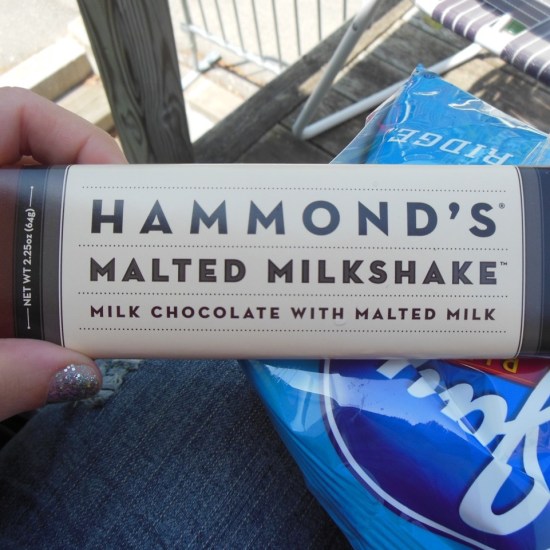 HAMMOND'S®
MALTED MILKSHAKE™
MILK CHOCOLATE WITH MALTED MILK
NET WT 2.25oz (64g)
RIDGE